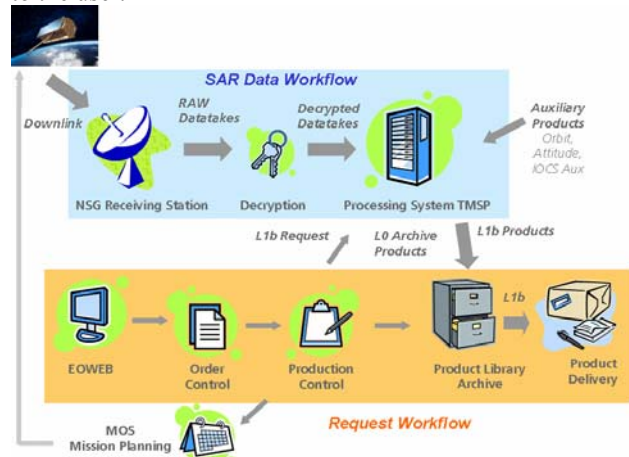 SAR Data Workflow
Downlink
RAW
Datatakes
Decrypted
Datatakes
Auxiliary
Products
Orbit,
Attitude,
IOCS Aux
NSG Receiving Station
Decryption
Processing System TMSP
L1b Request
L0 Archive
Products
L1b Products
L1b
EOWEB
Order
Control
Production
Control
Product Library
Archive
Product
Delivery
MOS
Mission Planning
Request Workflow